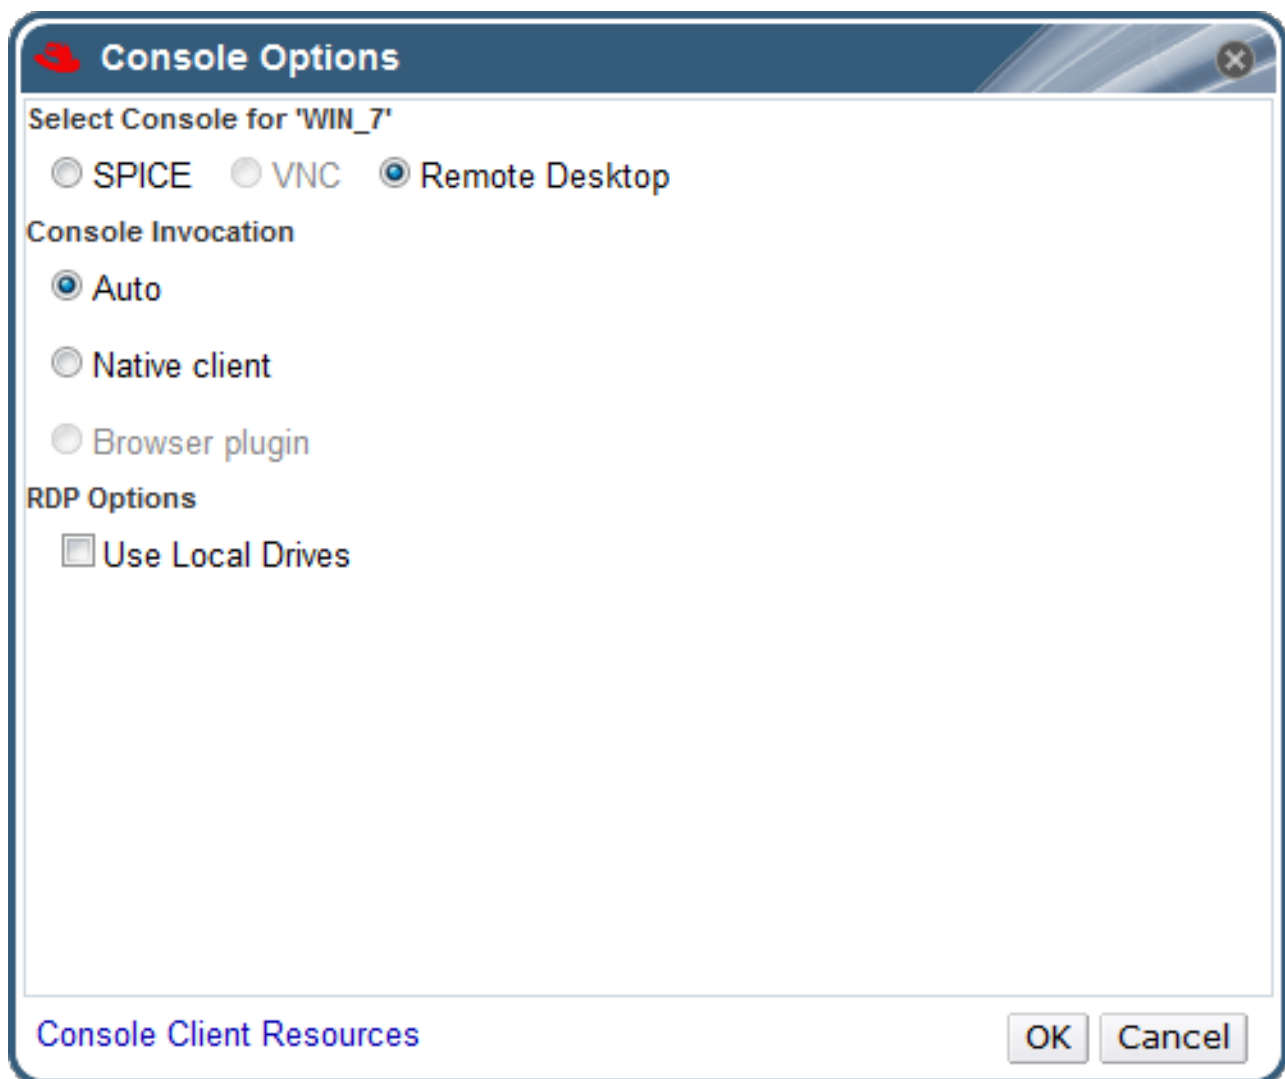 Console Options
Select Console for 'WIN_7'
SPICE VNC Remote Desktop
Console Invocation
Auto
Native client
Browser plugin
RDP Options
Use Local Drives
Console Client Resources OK Cancel